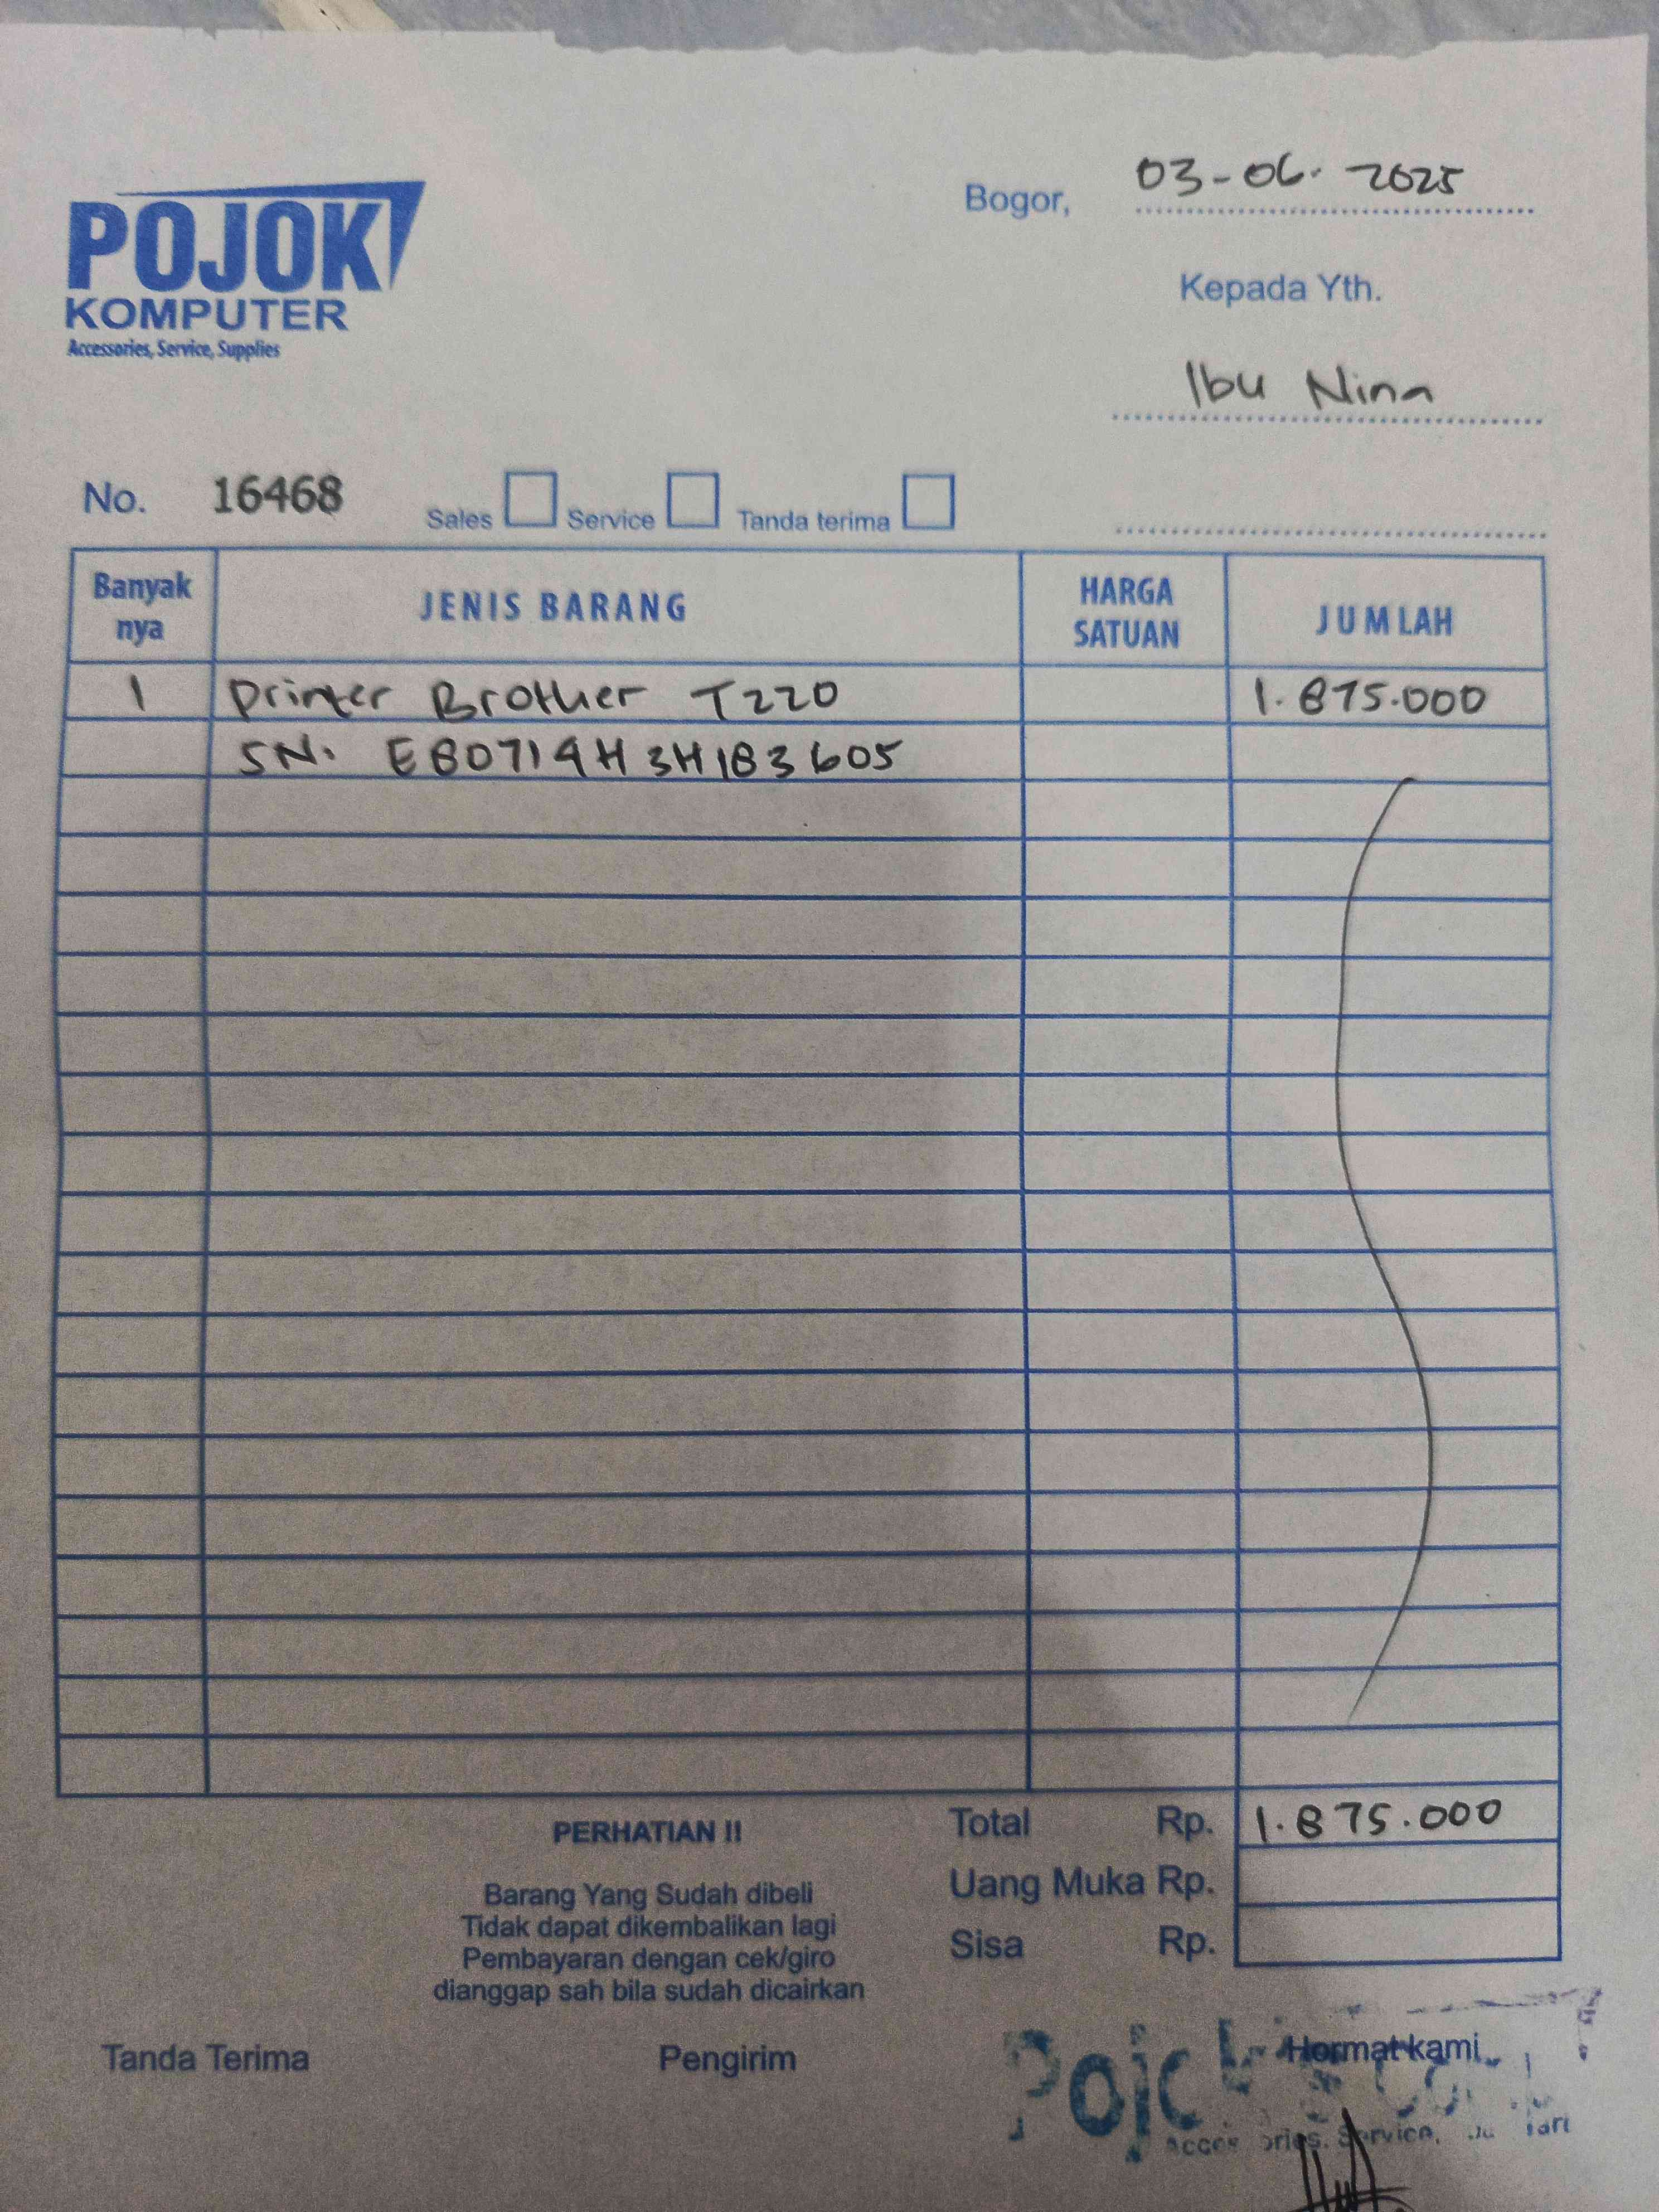 POJOK
KOMPUTER
Accessories, Service, Supplies
Bogor, 03-06-2025
Kepada Yth.
Ibu Nina
No. 16468 Sales Service Tanda terima
Banyak nya JENIS BARANG HARGA SATUAN JUMLAH
1 Printer Brother T220 1.875.000
SN. E80714H3H183605
Total Rp. 1.875.000
Uang Muka Rp.
Sisa Rp.
PERHATIAN !!
Barang Yang Sudah dibeli
Tidak dapat dikembalikan lagi
Pembayaran dengan cek/giro
dianggap sah bila sudah dicairkan
Tanda Terima Pengirim Hormat kami
Pojok
Accessories, Service,